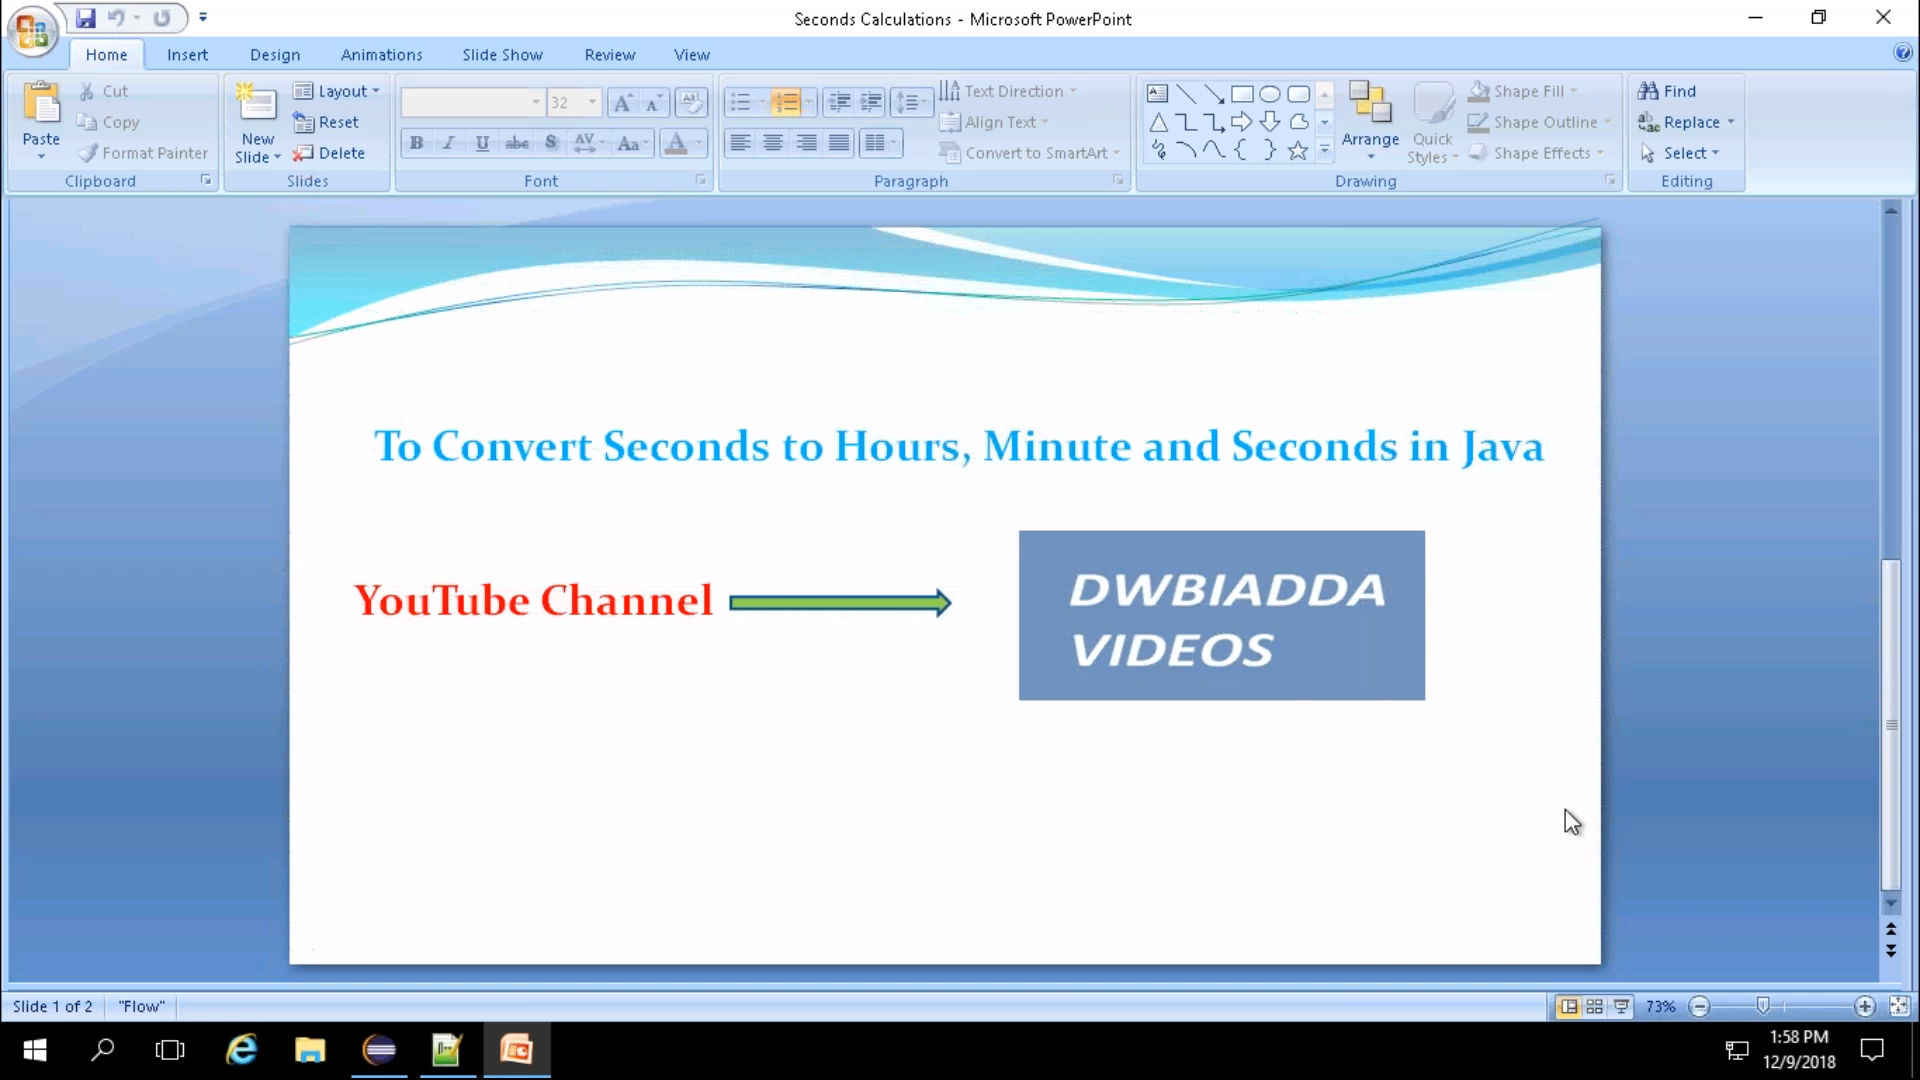 Seconds Calculations - Microsoft PowerPoint
Home Insert Design Animations Slide Show Review View
Paste Cut Copy Format Painter Clipboard
New Slide Layout Reset Delete Slides
32 Font
Text Direction Align Text Convert to SmartArt Paragraph
Arrange Quick Styles Shape Fill Shape Outline Shape Effects Drawing
Find Replace Select Editing
To Convert Seconds to Hours, Minute and Seconds in Java
YouTube Channel
DWBIADDA
VIDEOS
Slide 1 of 2 "Flow" 73%
1:58 PM
12/9/2018